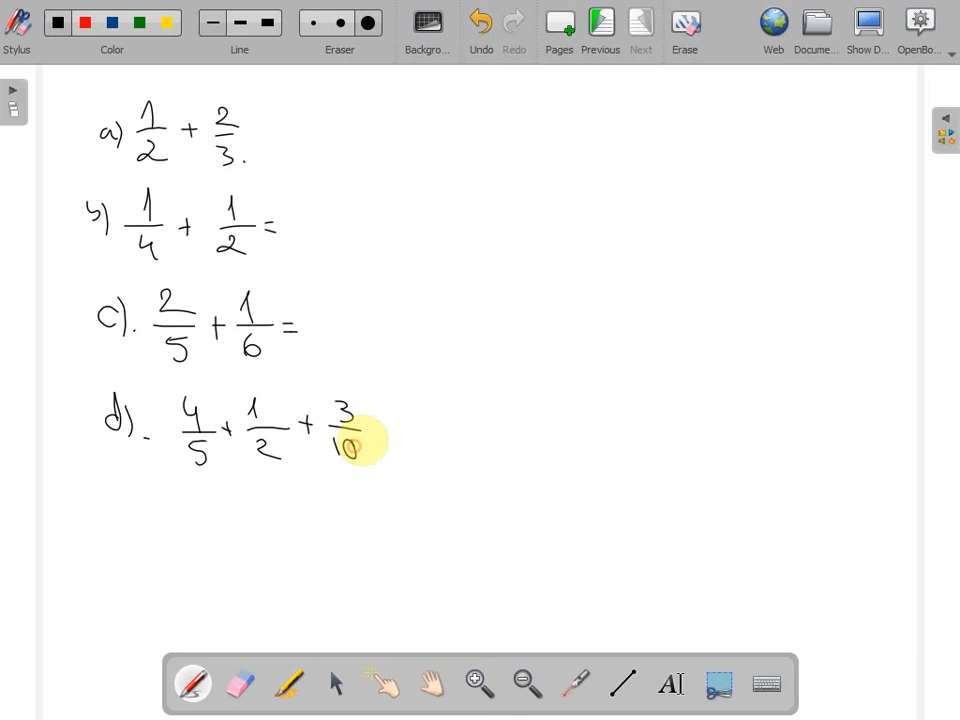 Stylus Color Line Eraser Backgro... Undo Redo Pages Previous Next Erase Web Docume... Show D... OpenBo...
a) 1/2 + 2/3.
b) 1/4 + 1/2 =
c). 2/5 + 1/6 =
d). 4/5 + 1/2 + 3/10
AI